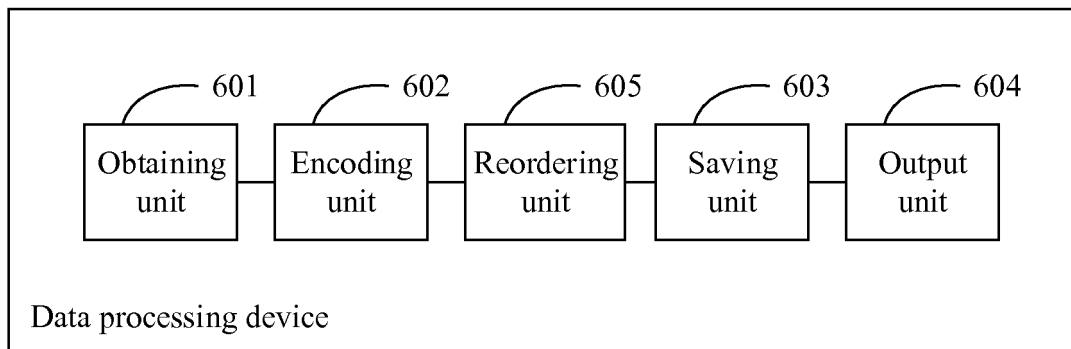 601 602 605 603 604
Obtaining unit
Encoding unit
Reordering unit
Saving unit
Output unit
Data processing device